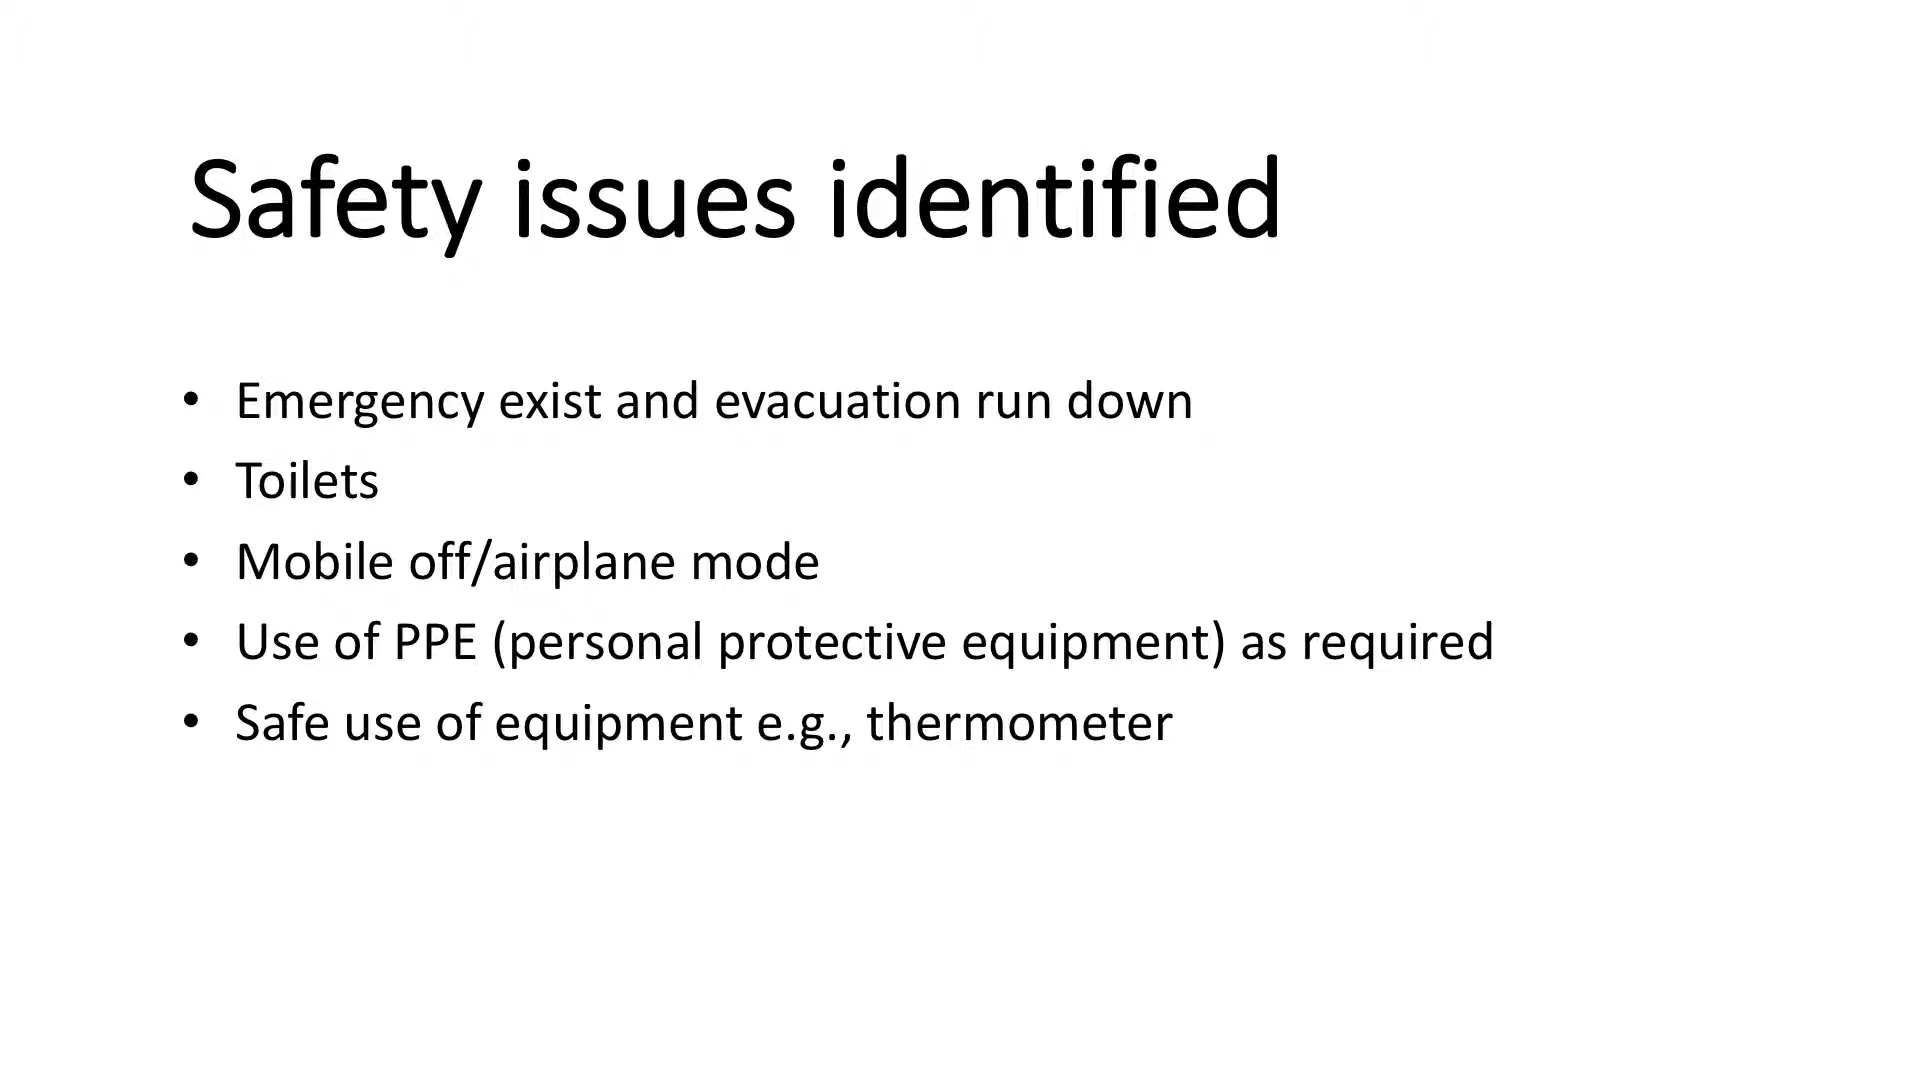 Safety issues identified
• Emergency exist and evacuation run down
• Toilets
• Mobile off/airplane mode
• Use of PPE (personal protective equipment) as required
• Safe use of equipment e.g., thermometer